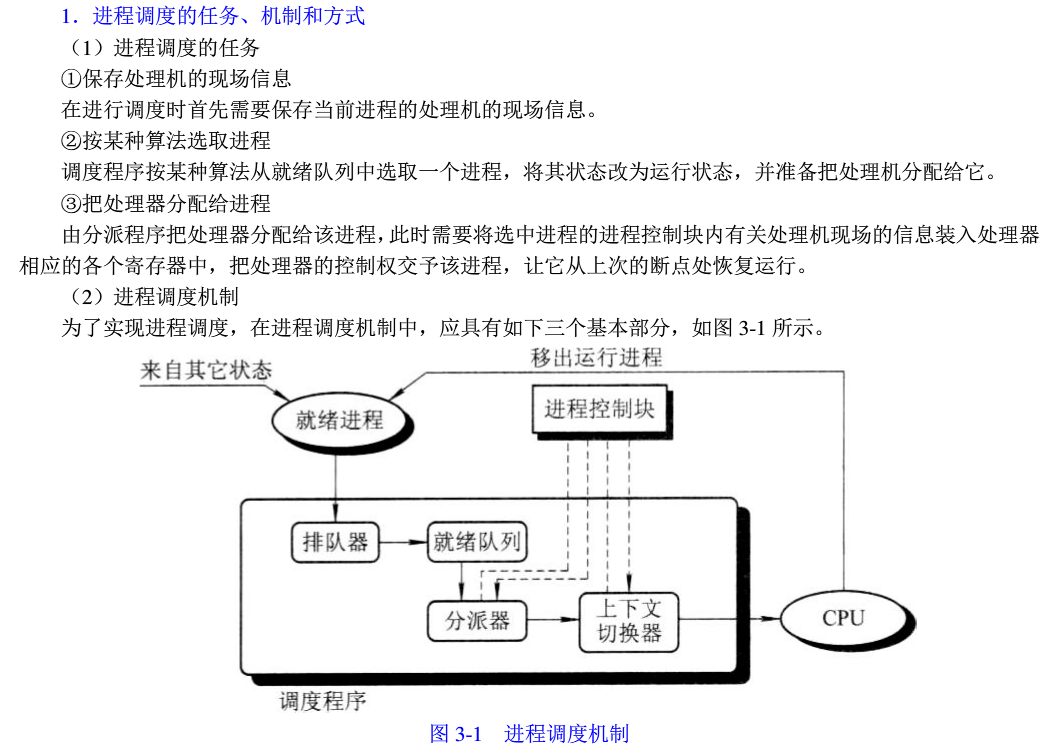 1．进程调度的任务、机制和方式
（1）进程调度的任务
①保存处理机的现场信息
在进行调度时首先需要保存当前进程的处理机的现场信息。
②按某种算法选取进程
调度程序按某种算法从就绪队列中选取一个进程，将其状态改为运行状态，并准备把处理机分配给它。
③把处理器分配给进程
由分派程序把处理器分配给该进程，此时需要将选中进程的进程控制块内有关处理机现场的信息装入处理器
相应的各个寄存器中，把处理器的控制权交予该进程，让它从上次的断点处恢复运行。
（2）进程调度机制
为了实现进程调度，在进程调度机制中，应具有如下三个基本部分，如图 3-1 所示。
移出运行进程
来自其它状态
进程控制块
就绪进程
排队器
就绪队列
分派器
上下文
切换器
CPU
调度程序
图 3-1　进程调度机制